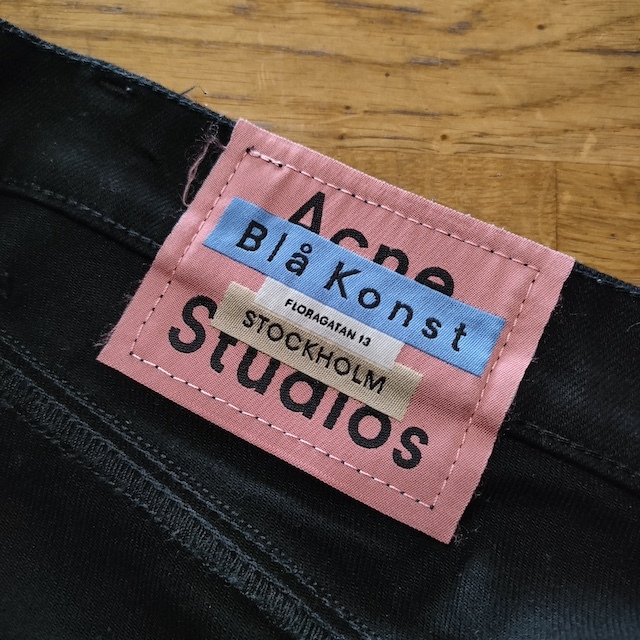 Acne
Blå Konst
FLORAGATAN 13
STOCKHOLM
Studios